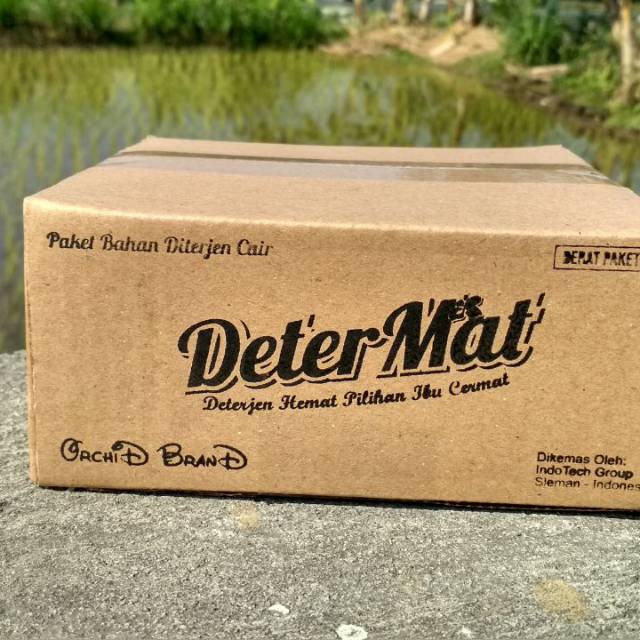 Paket Bahan Diterjen Cair
BERAT PAKET
DeterMat
Deterjen Hemat Pilihan Ibu Cermat
ORCHID BRAND
Dikemas Oleh:
IndoTech Group
Sleman - Indones